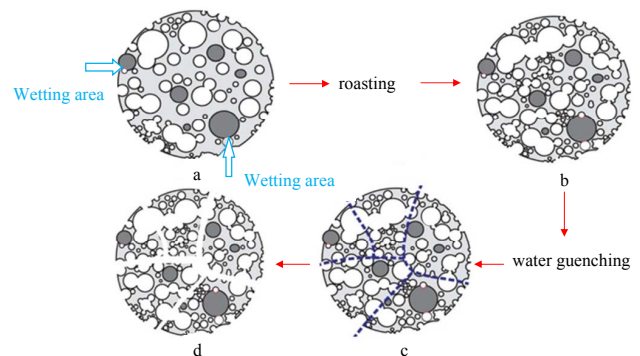 Wetting area
roasting
a
Wetting area
b
water guenching
d
c